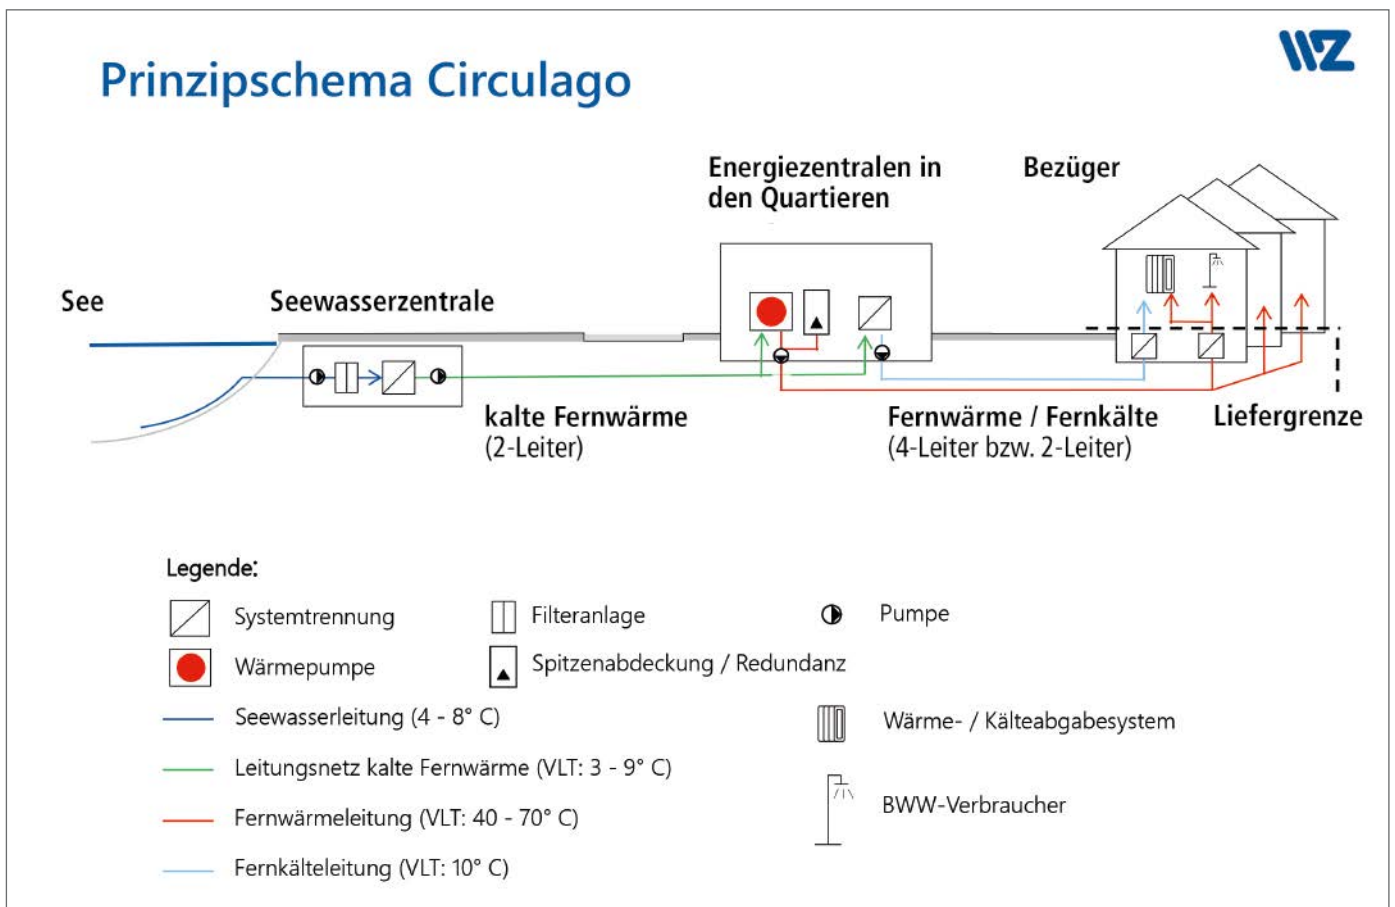 Prinzipschema Circulago
WWZ
Energiezentralen in
den Quartieren
Bezüger
See
Seewasserzentrale
kalte Fernwärme
(2-Leiter)
Fernwärme / Fernkälte
(4-Leiter bzw. 2-Leiter)
Liefergrenze
Legende:
Systemtrennung
Filteranlage
Pumpe
Wärmepumpe
Spitzenabdeckung / Redundanz
Seewasserleitung (4 - 8° C)
Wärme- / Kälteabgabesystem
Leitungsnetz kalte Fernwärme (VLT: 3 - 9° C)
BWW-Verbraucher
Fernwärmeleitung (VLT: 40 - 70° C)
Fernkälteleitung (VLT: 10° C)